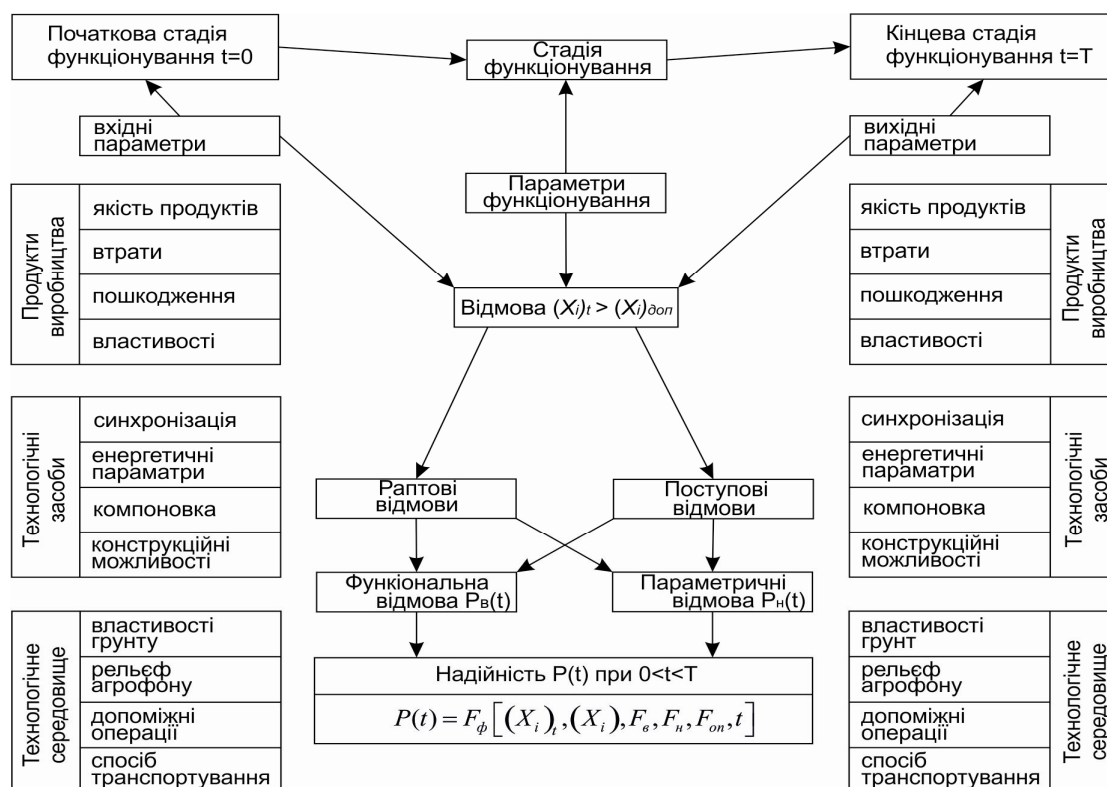 Початкова стадія
функціонування t=0
Стадія
функціонування
Кінцева стадія
функціонування t=T
вхідні
параметри
вихідні
параметри
Параметри
функціонування
Продукти
виробництва
якість продуктів
втрати
пошкодження
властивості
Відмова (Xi)t > (Xi)доп
якість продуктів
втрати
пошкодження
властивості
Продукти
виробництва
Технологічні
засоби
синхронізація
енергетичні
параматри
компоновка
конструкційні
можливості
Раптові
відмови
Поступові
відмови
Функіональна
відмова Pв(t)
Параметричні
відмова Pн(t)
синхронізація
енергетичні
параматри
компоновка
конструкційні
можливості
Технологічні
засоби
Технологічне
середовище
властивості
грунту
рельєф
агрофону
допоміжні
операції
спосіб
транспортування
Надійність P(t) при 0<t<T
P(t) = Fф[(Xi)t,(Xi),Fв,Fн,Fоп,t]
властивості
грунт
рельєф
агрофону
допоміжні
операції
спосіб
транспортування
Технологічне
середовище